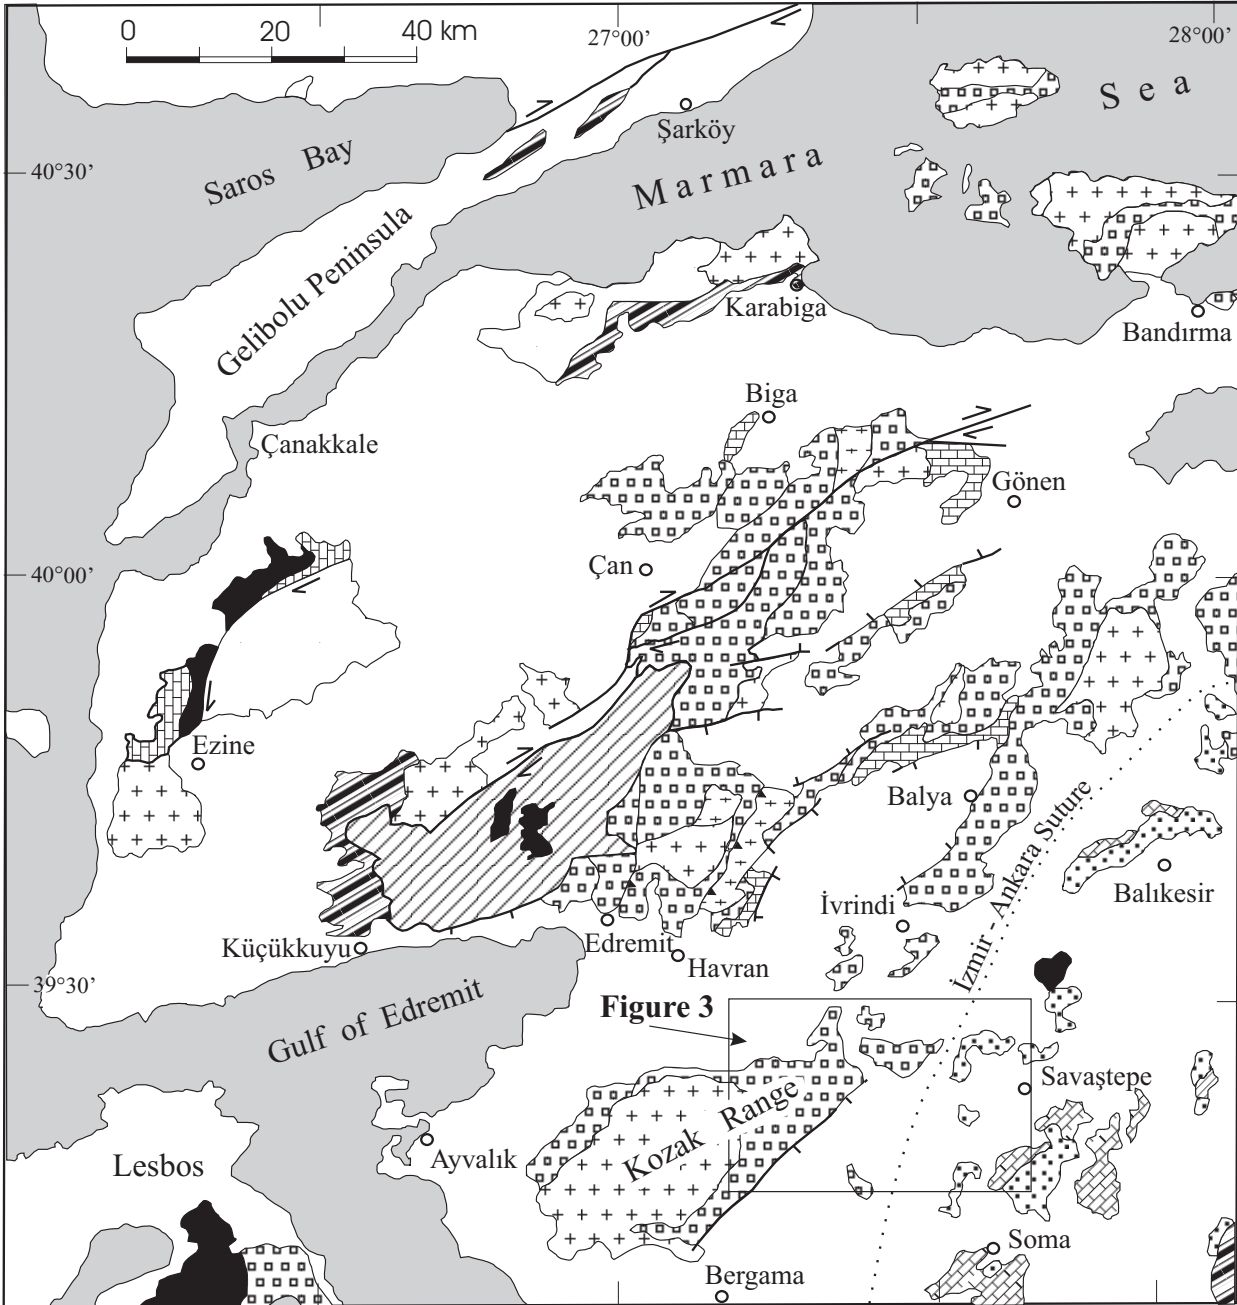 0 20 40 km
27°00’
28°00’
Sea
Şarköy
40°30’
Saros Bay
Marmara
Gelibolu Peninsula
Karabiga
Bandırma
Biga
Çanakkale
Gönen
Çan
40°00’
Ezine
Balya
İzmir - Ankara Suture
Balıkesir
İvrindi
Küçükkuyu
Edremit
Havran
39°30’
Gulf of Edremit
Figure 3
Savaştepe
Kozak Range
Ayvalık
Lesbos
Soma
Bergama